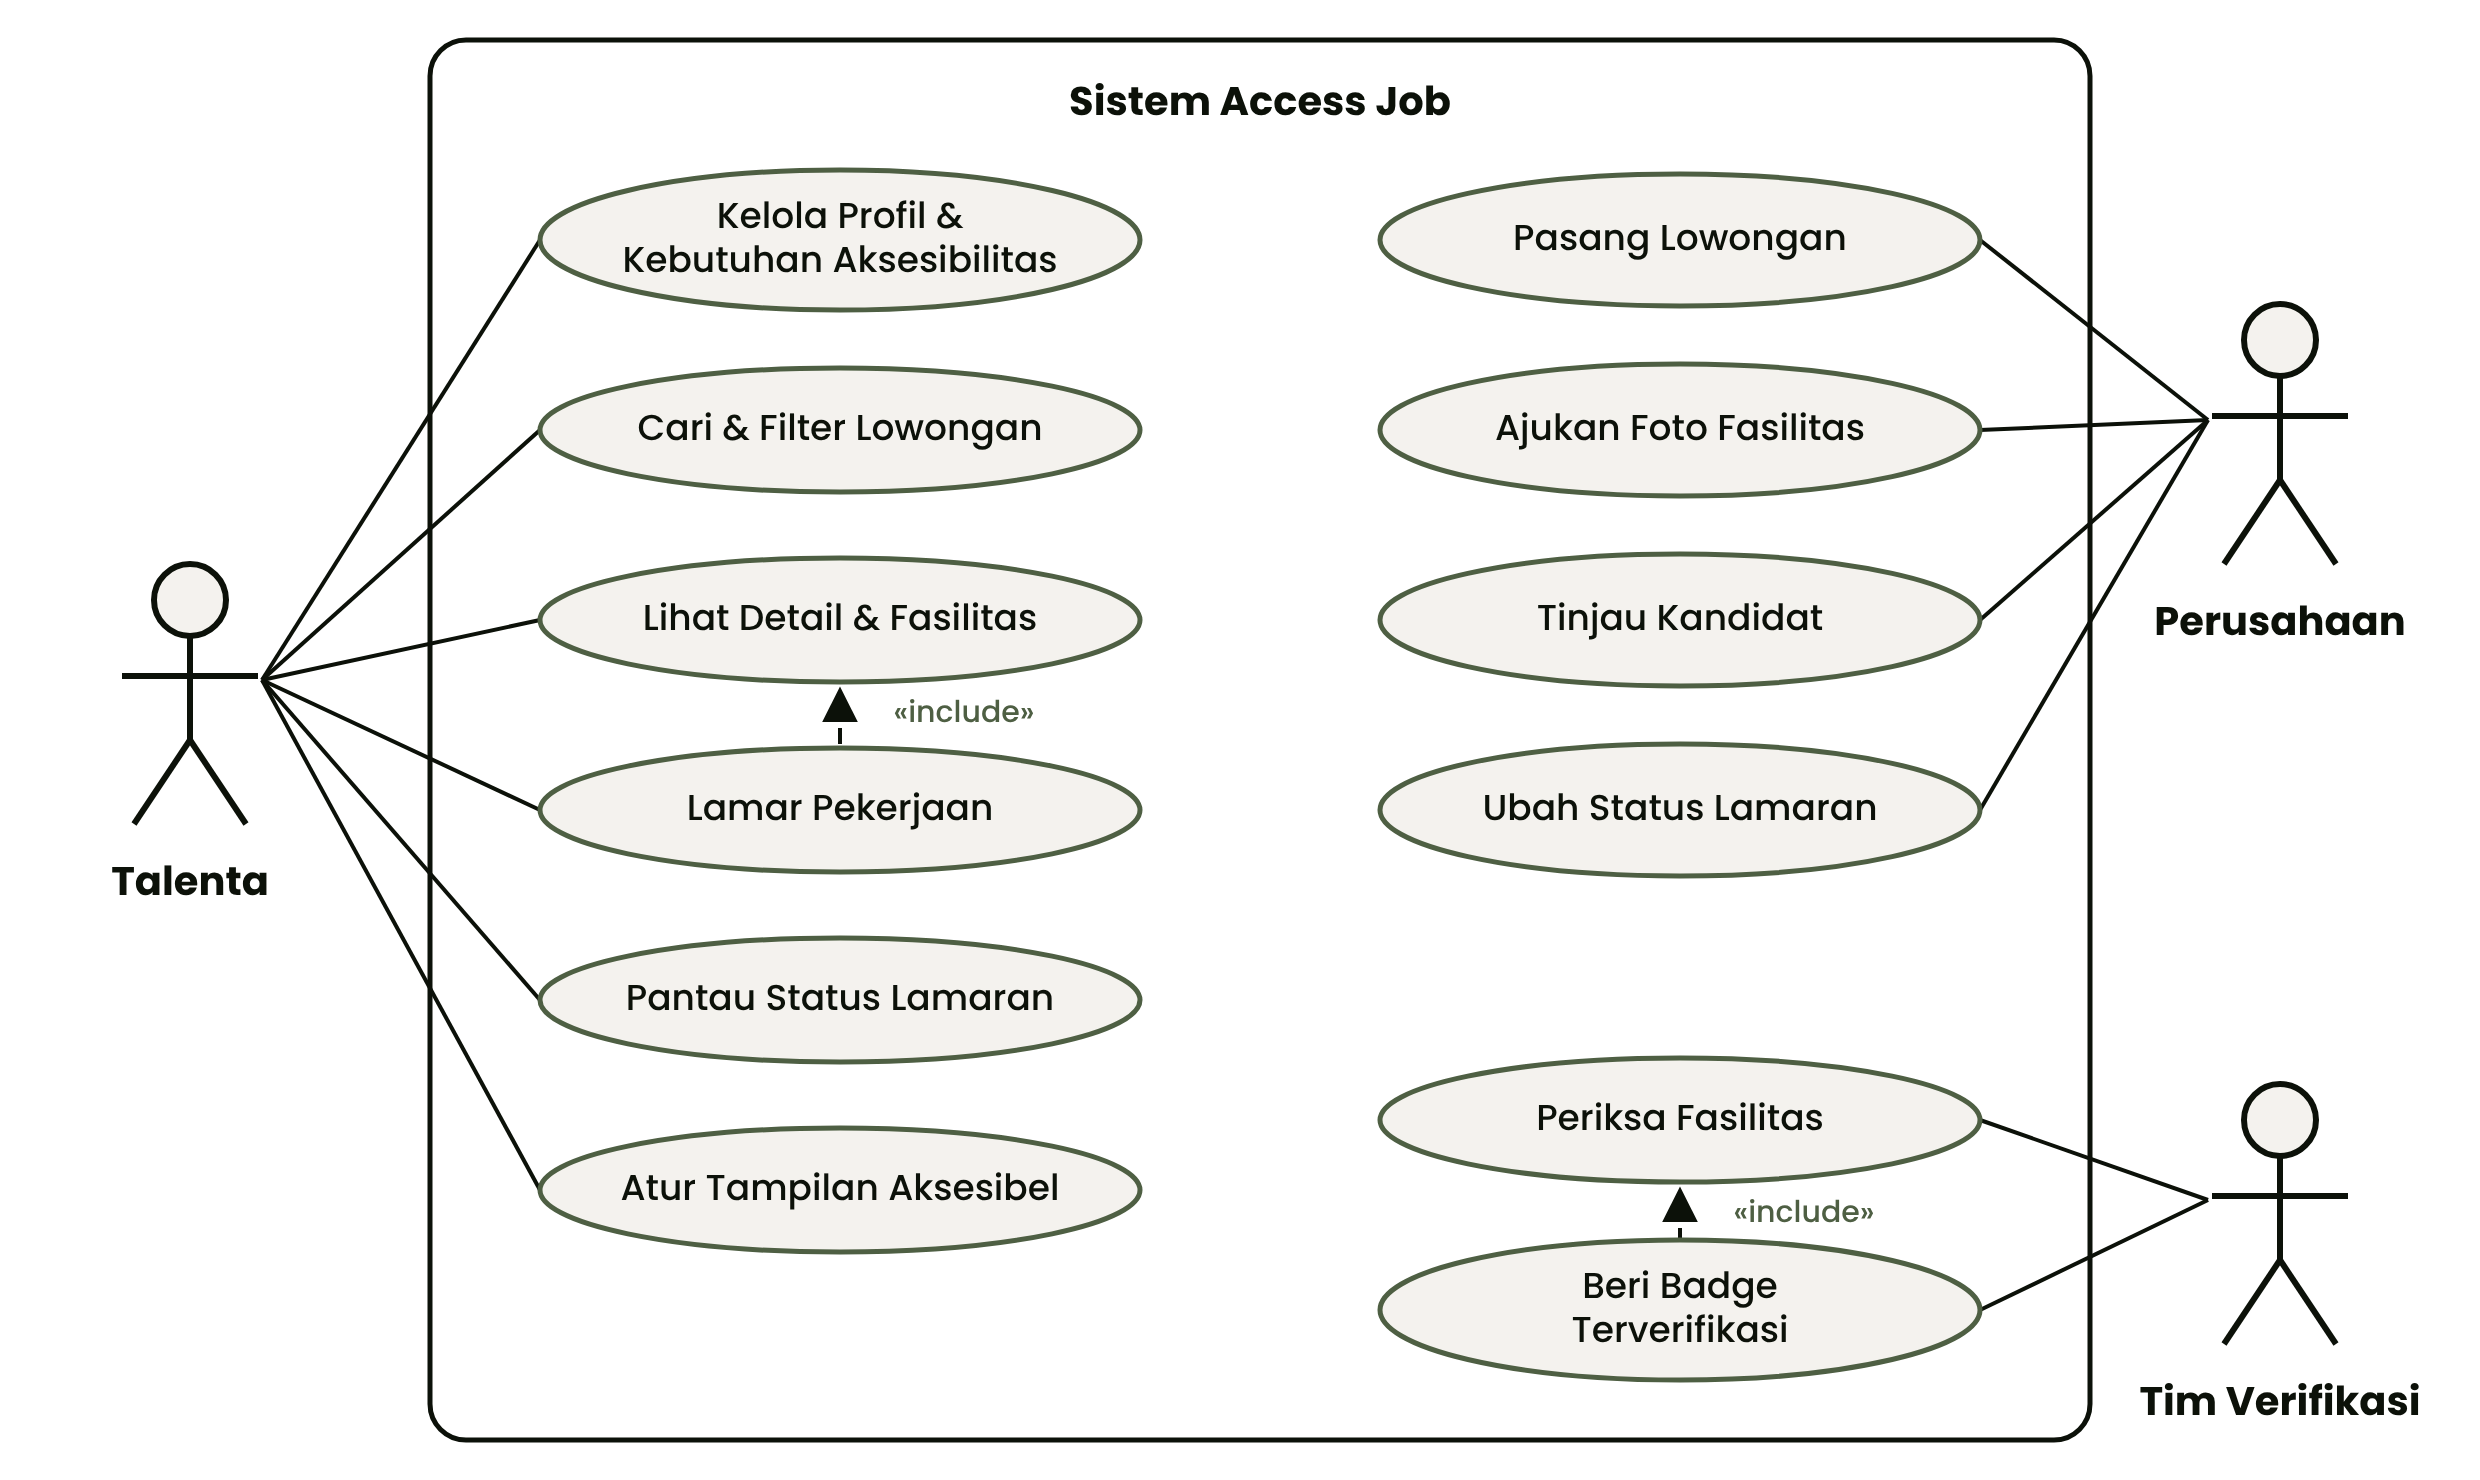 Sistem Access Job
Kelola Profil &
Kebutuhan Aksesibilitas
Cari & Filter Lowongan
Lihat Detail & Fasilitas
«include»
Lamar Pekerjaan
Pantau Status Lamaran
Atur Tampilan Aksesibel
Talenta
Pasang Lowongan
Ajukan Foto Fasilitas
Tinjau Kandidat
Ubah Status Lamaran
Perusahaan
Periksa Fasilitas
«include»
Beri Badge
Terverifikasi
Tim Verifikasi